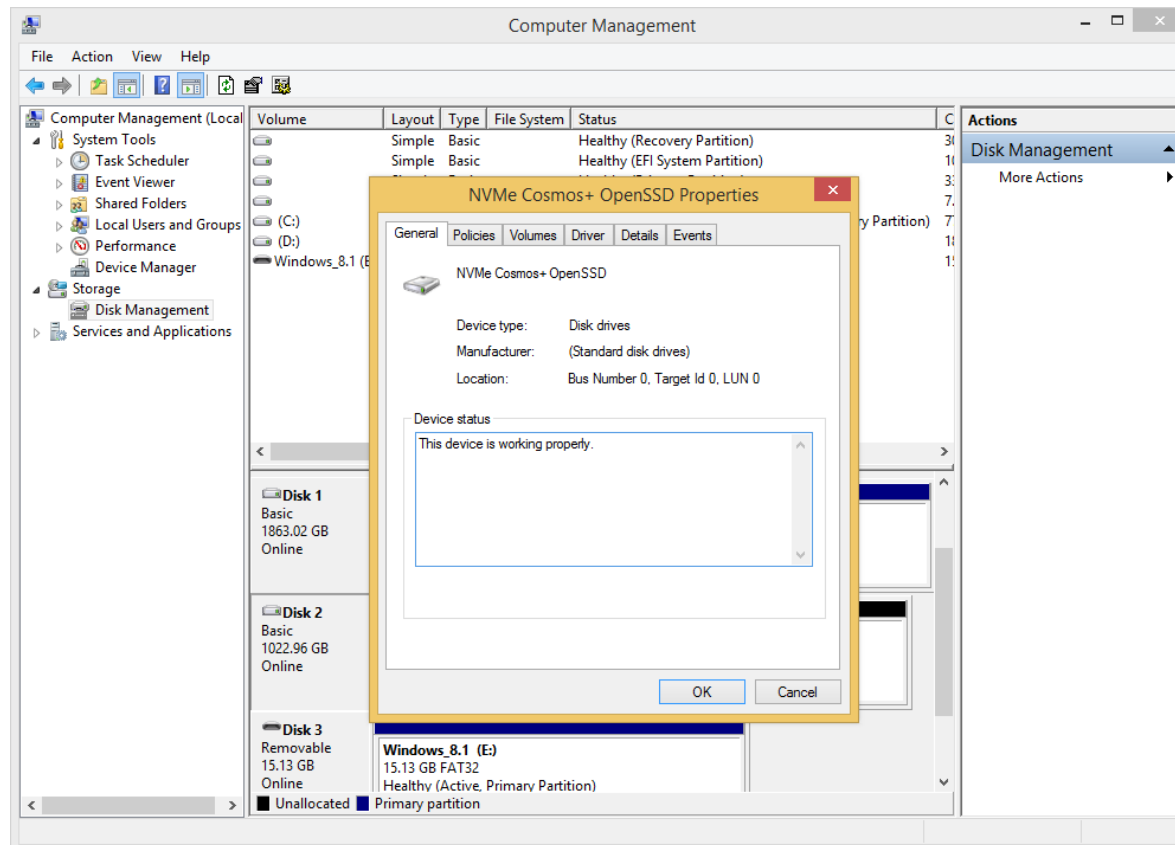 Computer Management
File Action View Help
Computer Management (Local
System Tools
Task Scheduler
Event Viewer
Shared Folders
Local Users and Groups
Performance
Device Manager
Storage
Disk Management
Services and Applications
Volume Layout Type File System Status C
Simple Basic Healthy (Recovery Partition) 30
Simple Basic Healthy (EFI System Partition) 10
(C:) ry Partition)
(D:)
Windows_8.1 (E
NVMe Cosmos+ OpenSSD Properties
General Policies Volumes Driver Details Events
NVMe Cosmos+ OpenSSD
Device type: Disk drives
Manufacturer: (Standard disk drives)
Location: Bus Number 0, Target Id 0, LUN 0
Device status
This device is working properly.
OK Cancel
Disk 1
Basic
1863.02 GB
Online
Disk 2
Basic
1022.96 GB
Online
Disk 3
Removable
15.13 GB
Online
Windows_8.1 (E:)
15.13 GB FAT32
Healthy (Active, Primary Partition)
Unallocated Primary partition
Actions
Disk Management
More Actions